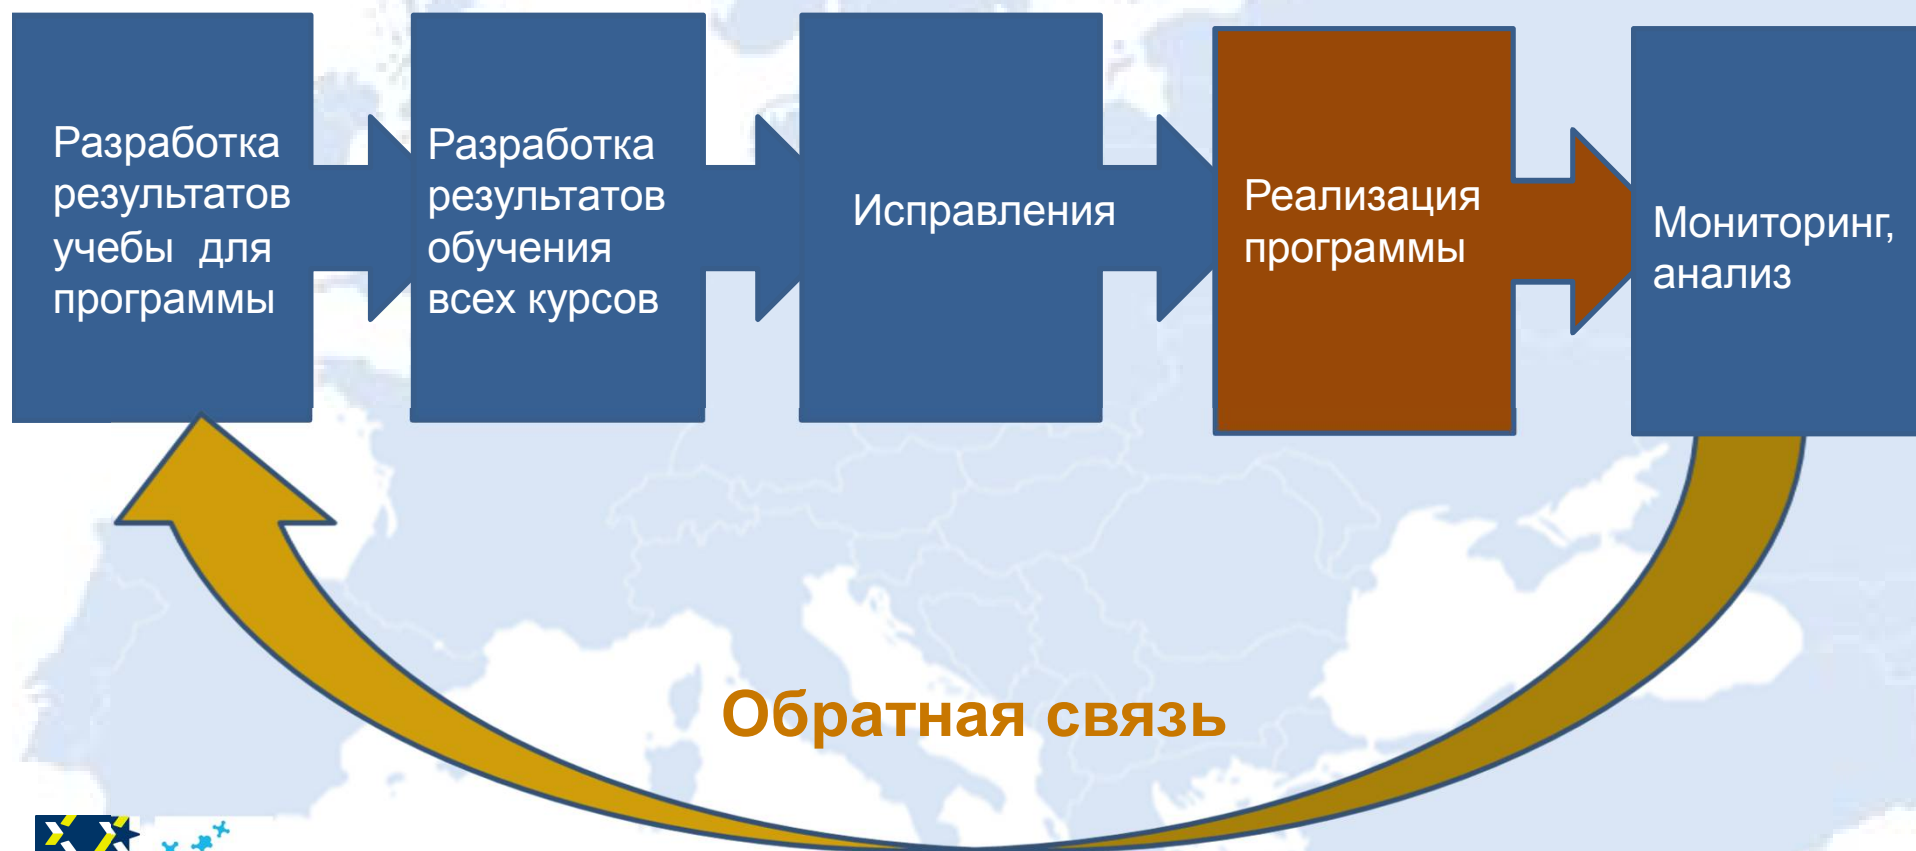 Разработка
результатов
учебы для
программы
Разработка
результатов
обучения
всех курсов
Исправления
Реализация
программы
Мониторинг,
анализ
Обратная связь